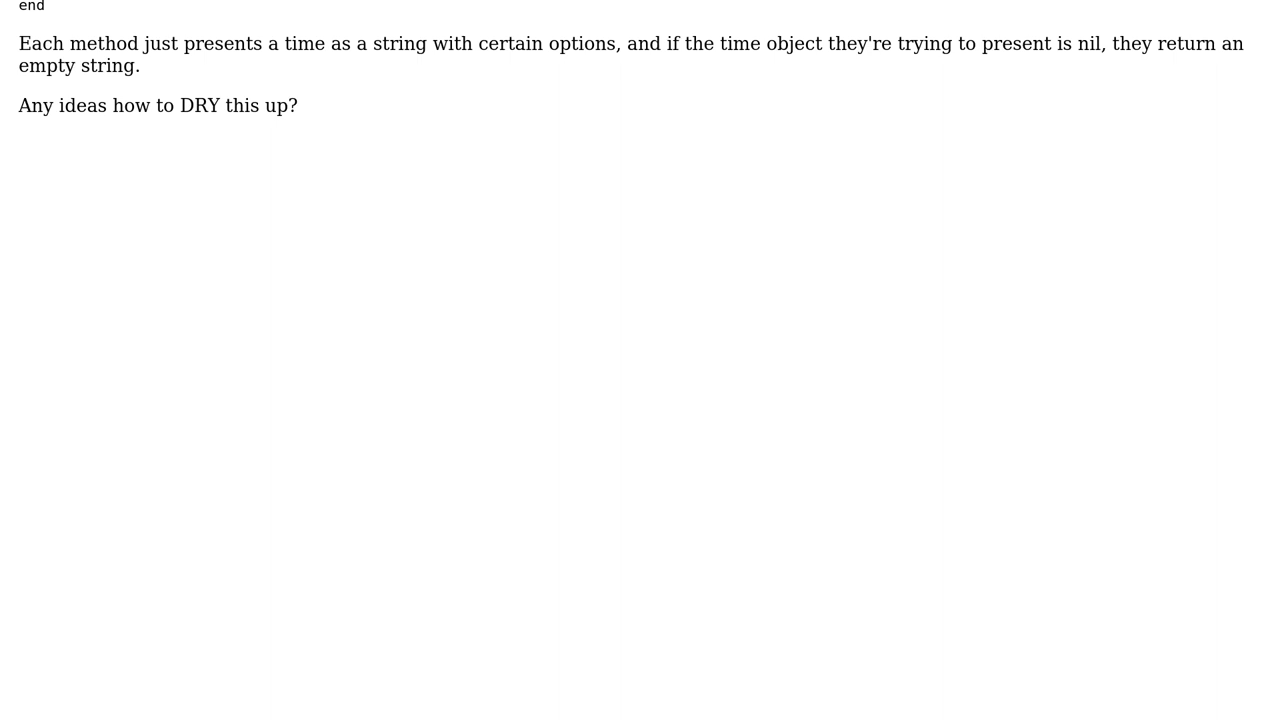 end
Each method just presents a time as a string with certain options, and if the time object they're trying to present is nil, they return an
empty string.
Any ideas how to DRY this up?